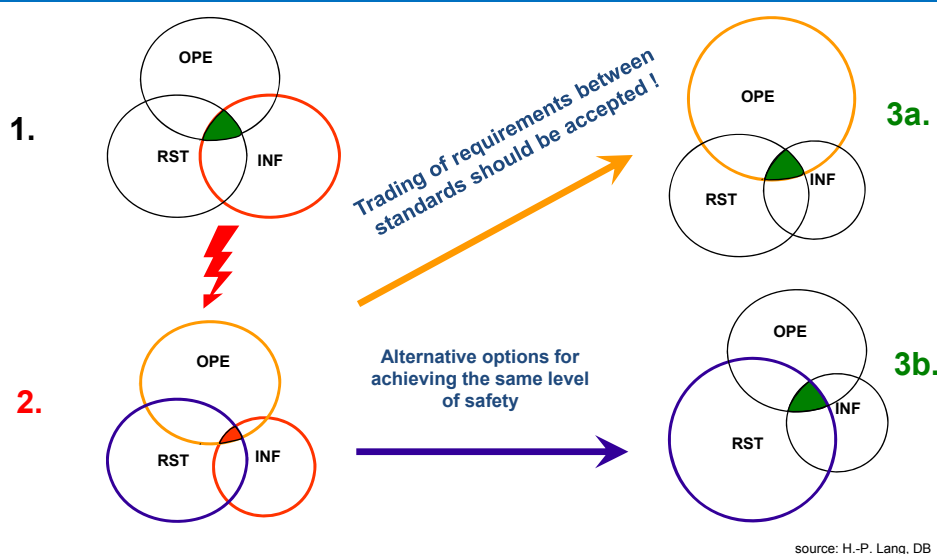 1.
OPE
RST
INF
Trading of requirements between
standards should be accepted !
OPE
RST
INF
3a.
2.
OPE
RST
INF
Alternative options for
achieving the same level
of safety
OPE
RST
INF
3b.
source: H.-P. Lang, DB